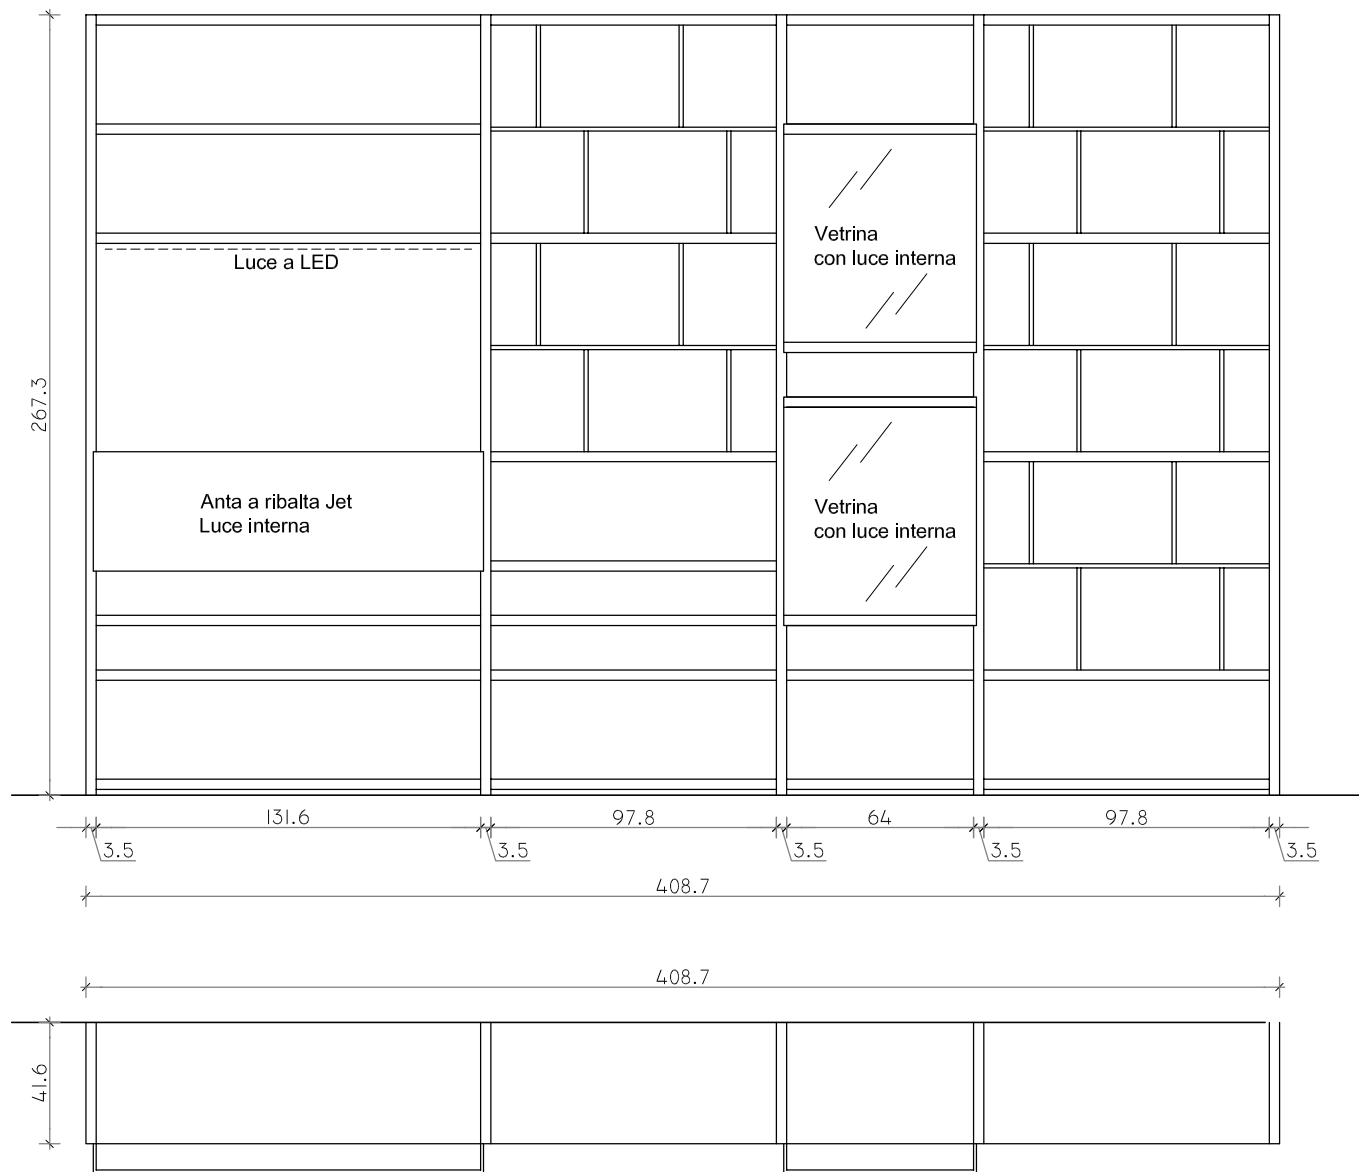 Luce a LED
Vetrina
con luce interna
267.3
Anta a ribalta Jet
Luce interna
Vetrina
con luce interna
131.6
97.8
64
97.8
3.5
3.5
3.5
3.5
3.5
408.7
408.7
41.6